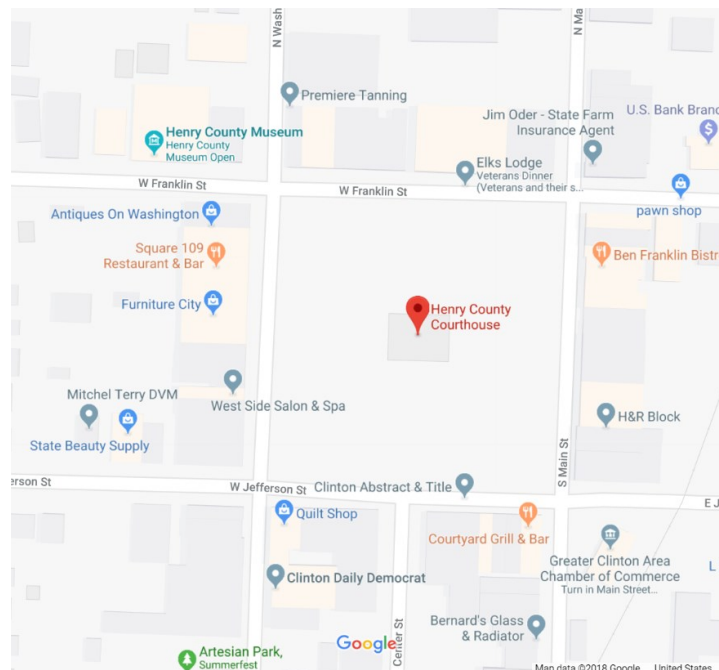 N Wash
N Ma
Premiere Tanning
U.S. Bank Branc
Jim Oder - State Farm
Insurance Agent
Henry County Museum
Henry County
Museum Open
Elks Lodge
Veterans Dinner
(Veterans and their s...
W Franklin St
W Franklin St
pawn shop
Antiques On Washington
Square 109
Restaurant & Bar
Ben Franklin Bistr
Furniture City
Henry County
Courthouse
Mitchel Terry DVM
West Side Salon & Spa
H&R Block
State Beauty Supply
S Main St
erson St
W Jefferson St
Clinton Abstract & Title
E J
Quilt Shop
Courtyard Grill & Bar
Greater Clinton Area
Chamber of Commerce
Turn in Main Street...
L
Clinton Daily Democrat
Bernard's Glass
& Radiator
Center St
Google
Artesian Park,
Summerfest
Map data ©2018 Google
United States